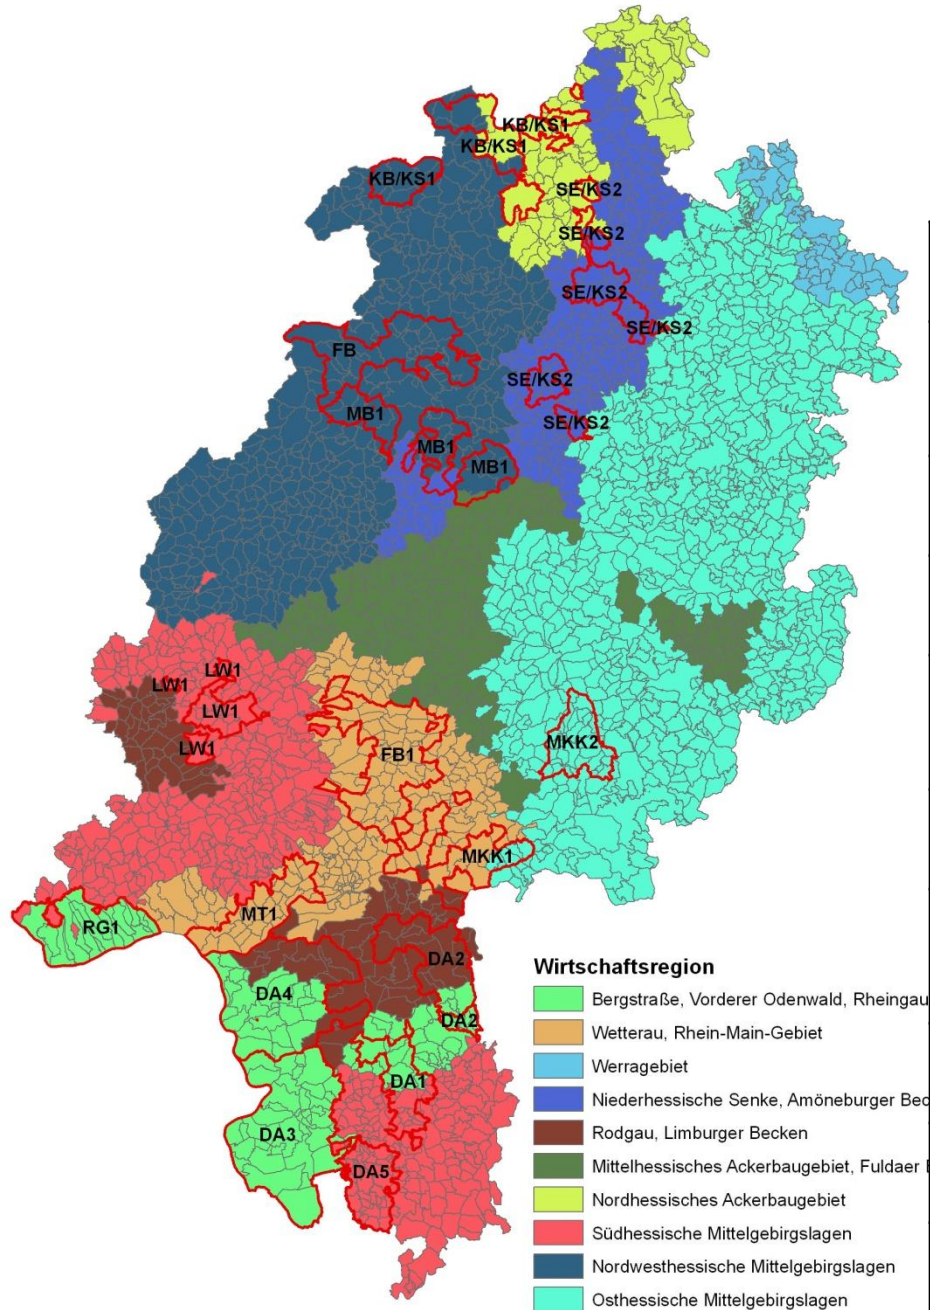 KB/KS1
KB/KS1
KB/KS1
SE/KS2
SE/KS2
SE/KS2
SE/KS2
FB
SE/KS2
MB1
SE/KS2
MB1
MB1
LW1
LW1
LW1
MKK2
LW1
FB1
MKK1
MT1
RG1
DA2
DA4
DA2
DA1
DA3
DA5
Wirtschaftsregion
Bergstraße, Vorderer Odenwald, Rheingau
Wetterau, Rhein-Main-Gebiet
Werragebiet
Niederhessische Senke, Amöneburger Bec
Rodgau, Limburger Becken
Mittelhessisches Ackerbaugebiet, Fuldaer B
Nordhessisches Ackerbaugebiet
Südhessische Mittelgebirgslagen
Nordwesthessische Mittelgebirgslagen
Osthessische Mittelgebirgslagen